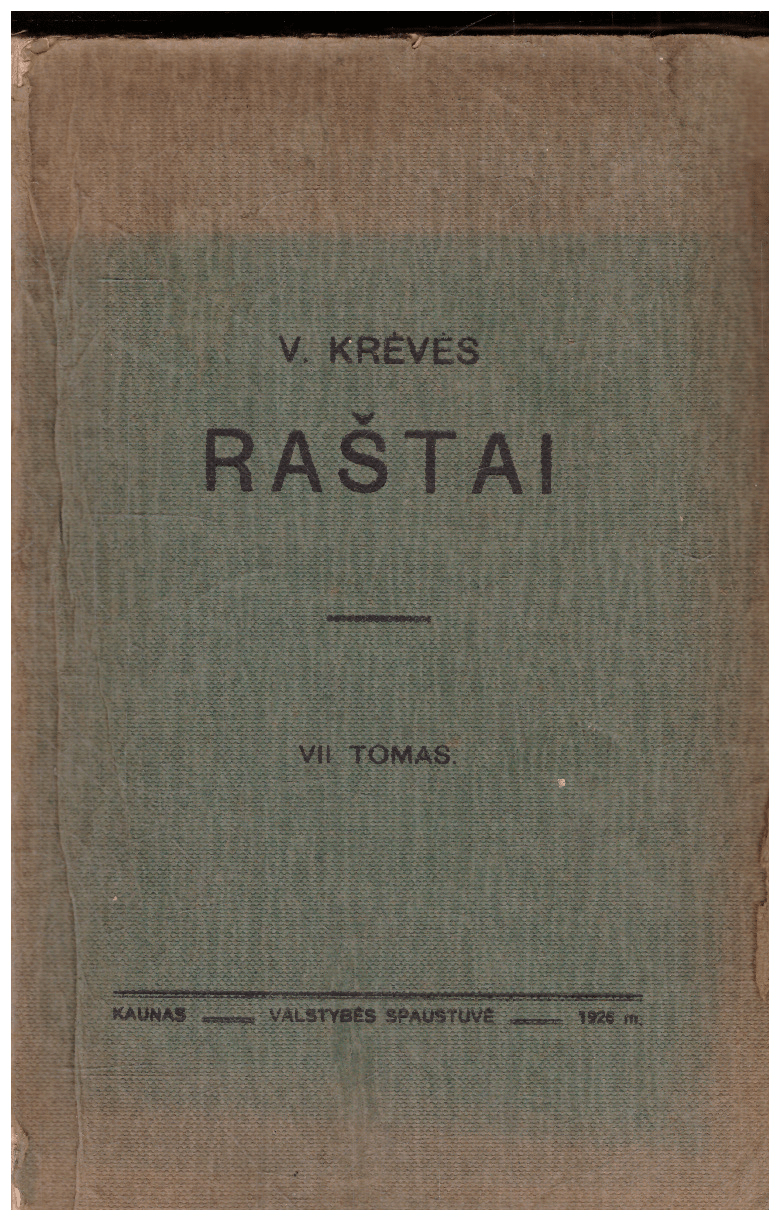 V. KRĖVĖS
RAŠTAI
VII TOMAS.
KAUNAS — VALSTYBĖS SPAUSTUVĖ — 1926 m.